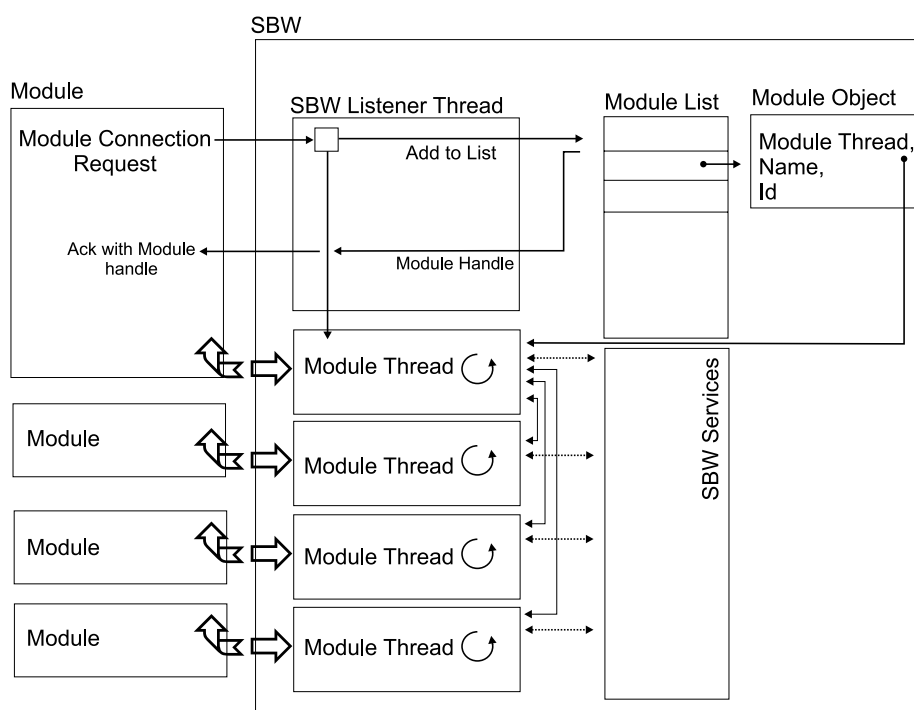 SBW
Module
SBW Listener Thread
Module List
Module Object
Module Connection
Request
Add to List
Module Thread,
Name,
Id
Ack with Module
handle
Module Handle
Module Thread
SBW Services
Module
Module Thread
Module
Module Thread
Module
Module Thread